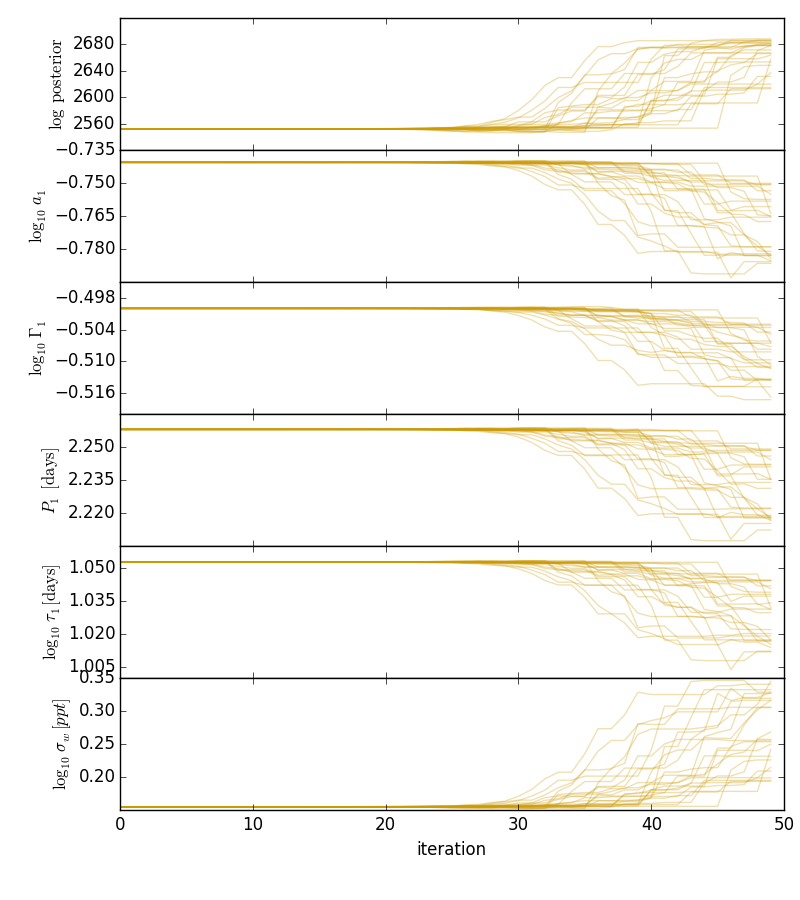 log posterior
2680
2640
2600
2560
log₁₀ a₁
−0.735
−0.750
−0.765
−0.780
log₁₀ Γ₁
−0.498
−0.504
−0.510
−0.516
P₁ [days]
2.250
2.235
2.220
log₁₀ τ₁[days]
1.050
1.035
1.020
1.005
log₁₀ σ_w [ppt]
0.35
0.30
0.25
0.20
0 10 20 30 40 50
iteration